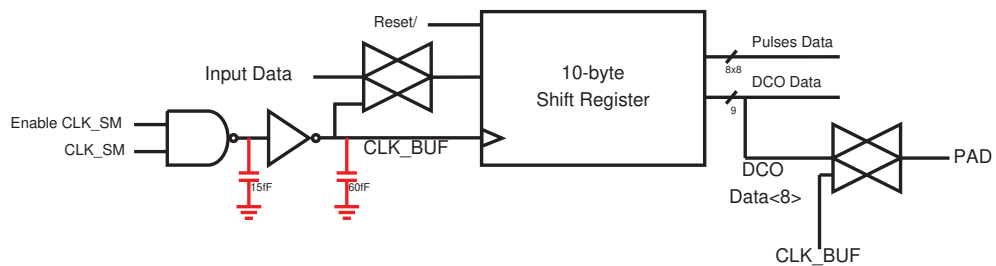 Reset/
Pulses Data
8x8
Input Data
10-byte
Shift Register
DCO Data
9
Enable CLK_SM
CLK_SM
CLK_BUF
15fF
60fF
DCO
Data<8>
PAD
CLK_BUF